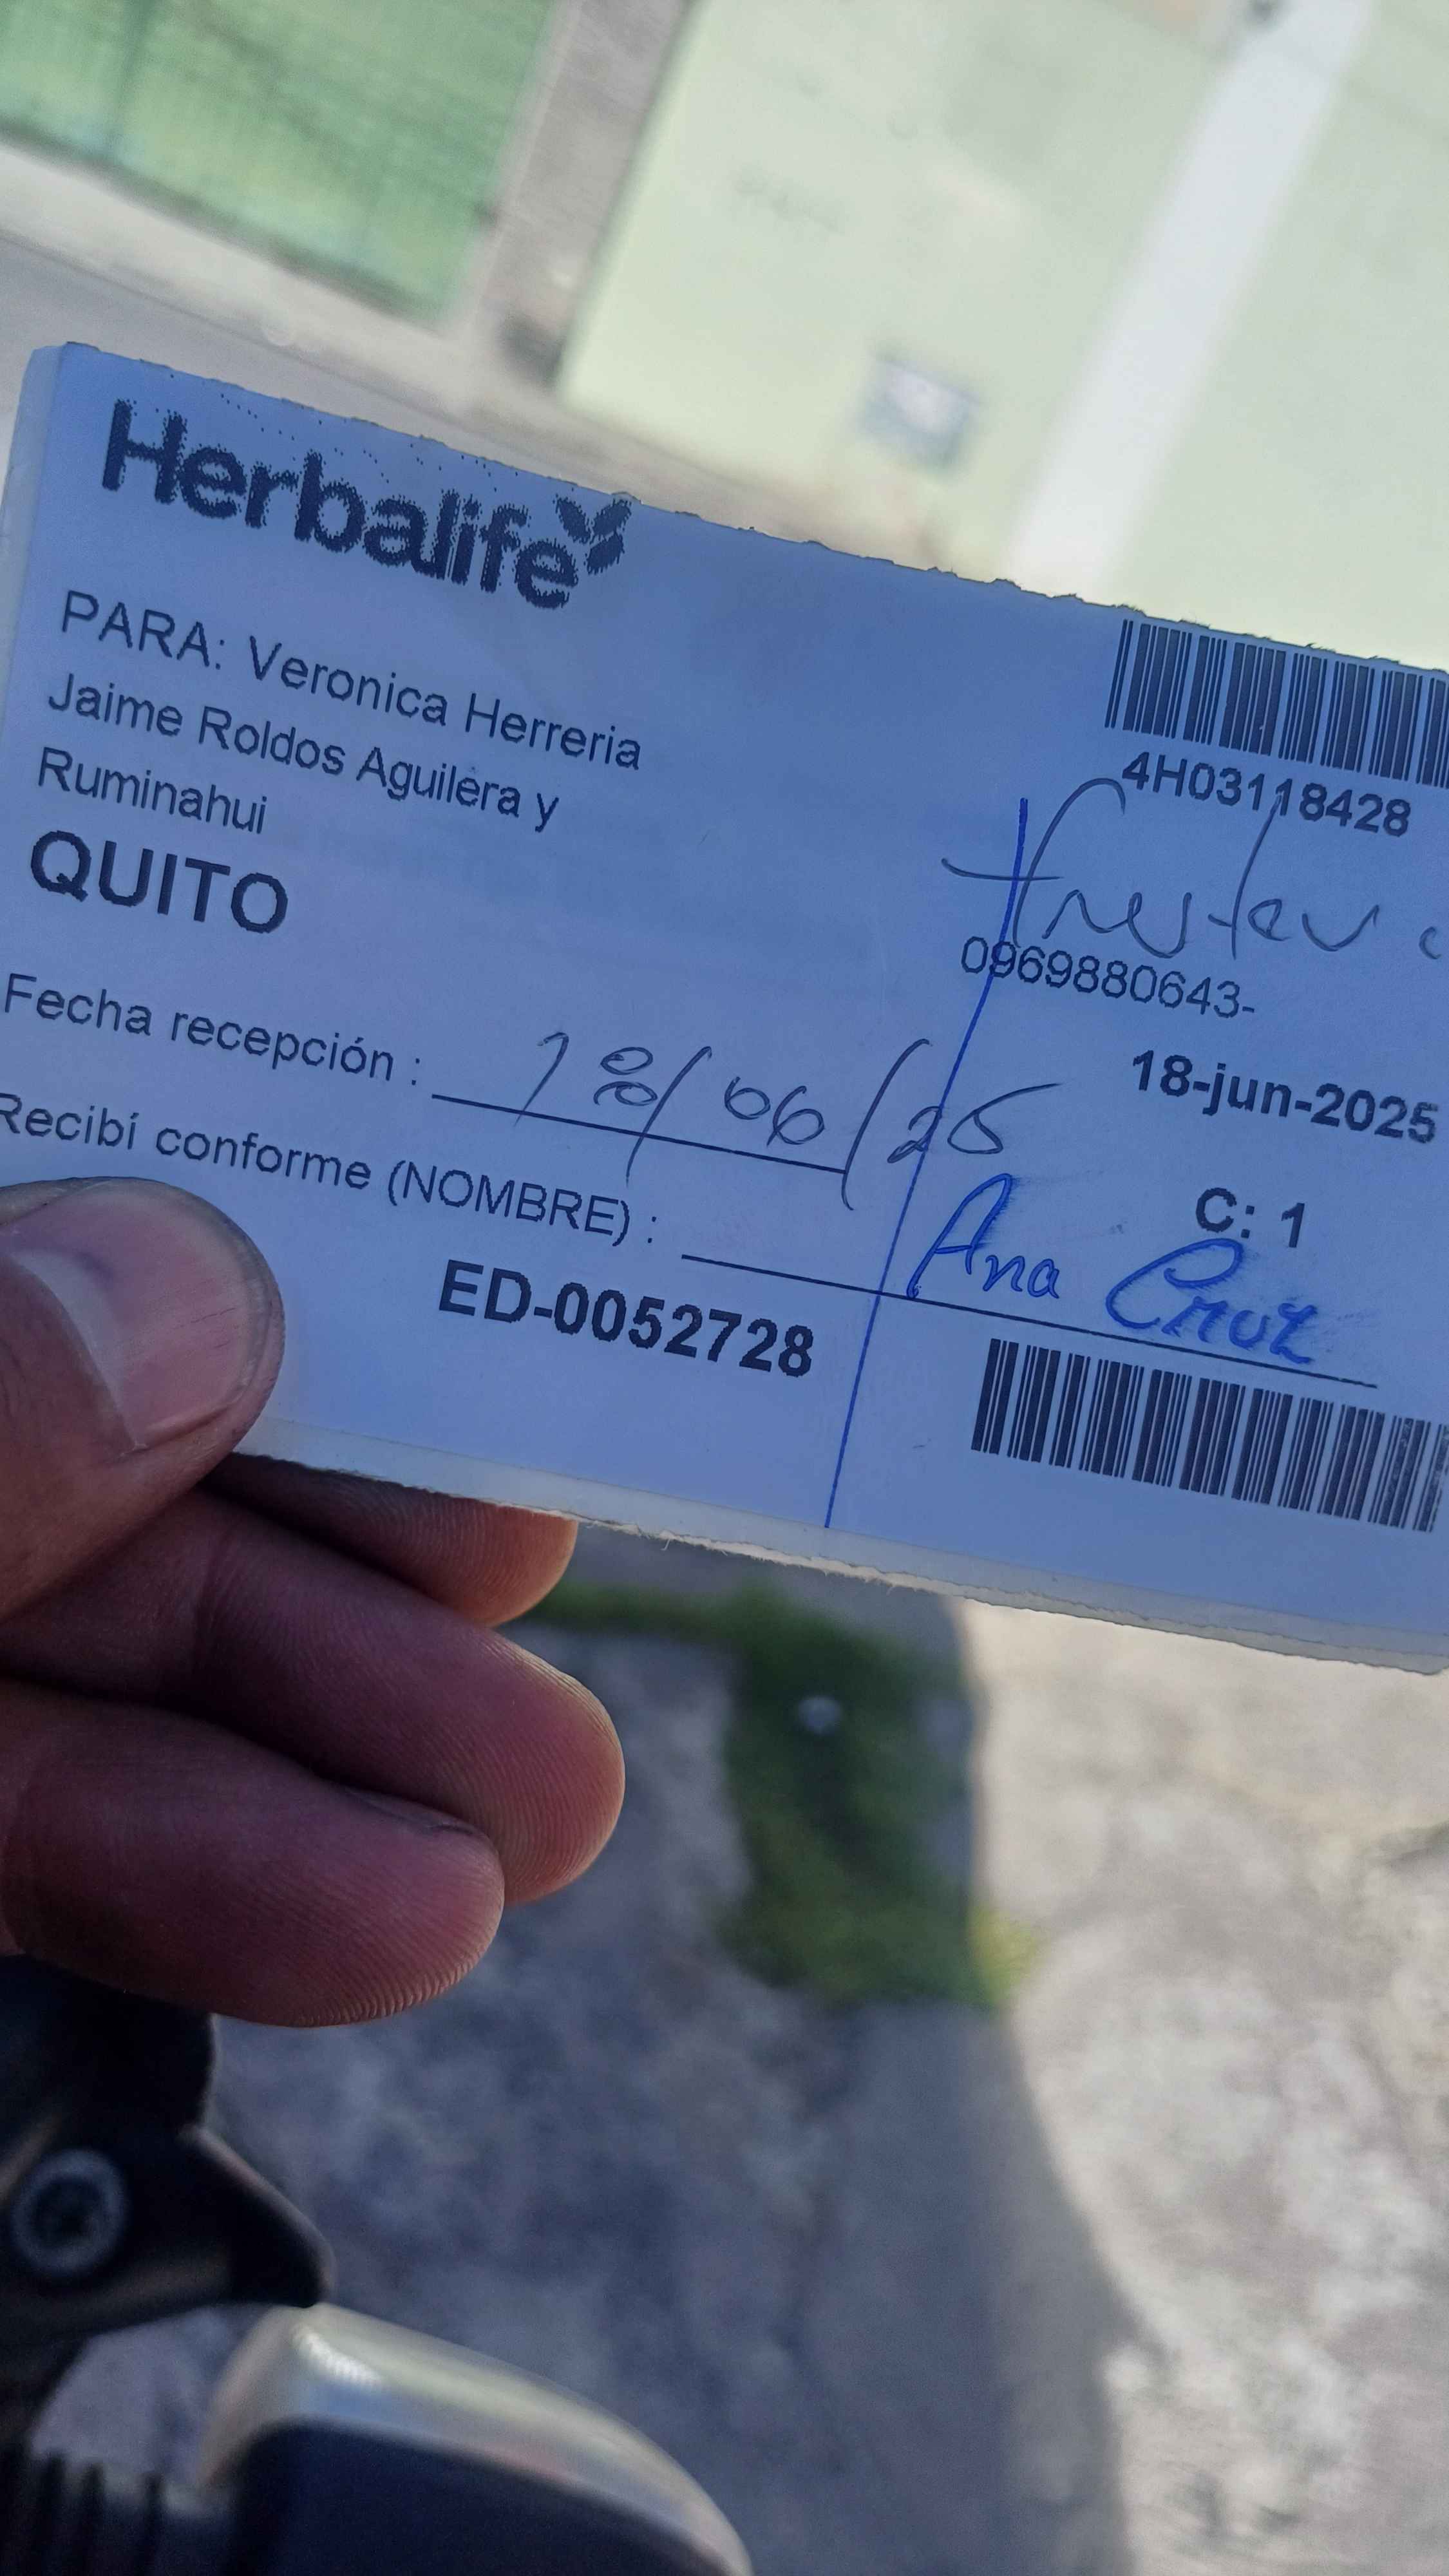 Herbalife
PARA: Veronica Herreria
Jaime Roldos Aguilera y
Ruminahui
QUITO
4H03118428
0969880643-
18-jun-2025
Fecha recepción : 18/06/25
C: 1
Recibí conforme (NOMBRE) : Ana Cruz
ED-0052728